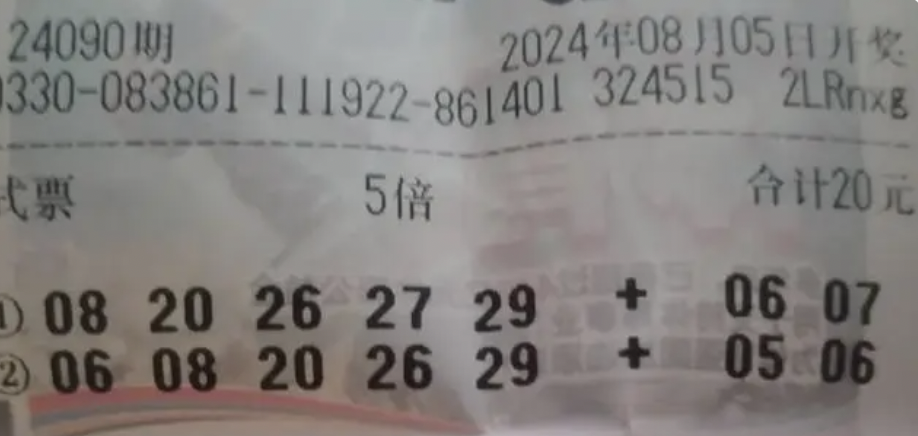 24090期 2024年08月05日开奖
330-083861-111922-861401 324515 2LRnxg
式票 5倍 合计20元
① 08 20 26 27 29 + 06 07
② 06 08 20 26 29 + 05 06